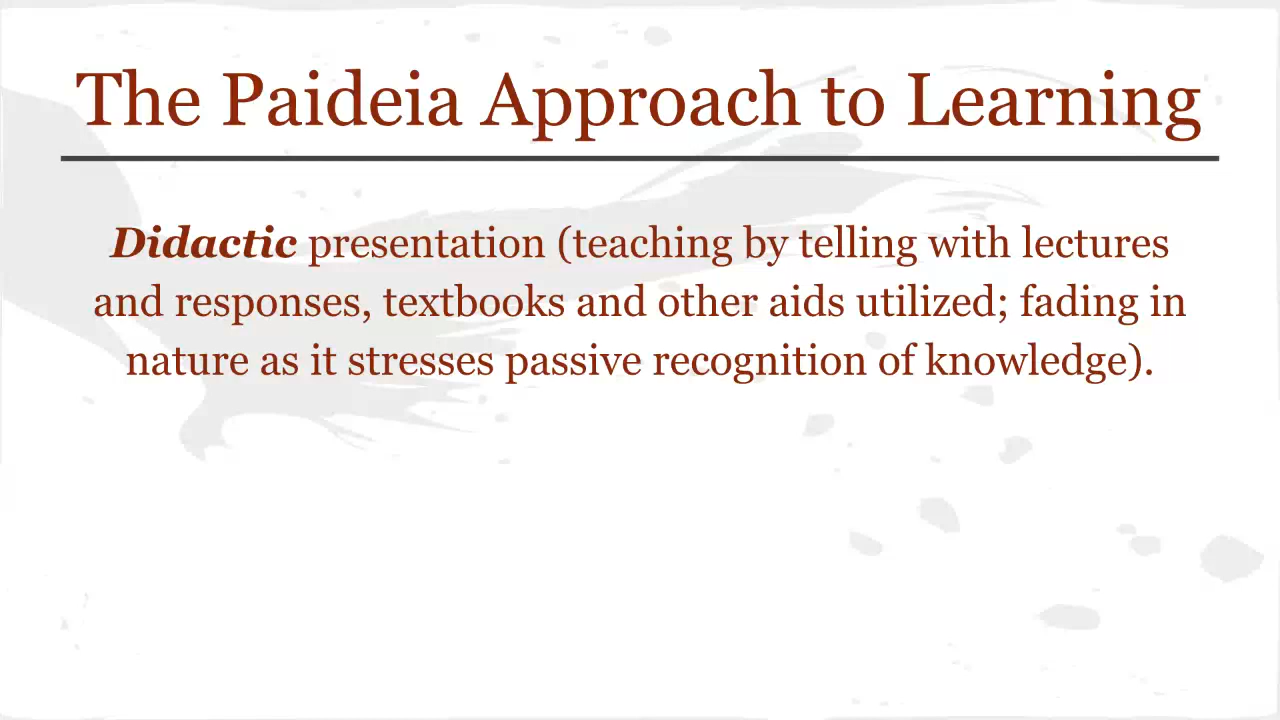 The Paideia Approach to Learning
Didactic presentation (teaching by telling with lectures
and responses, textbooks and other aids utilized; fading in
nature as it stresses passive recognition of knowledge).